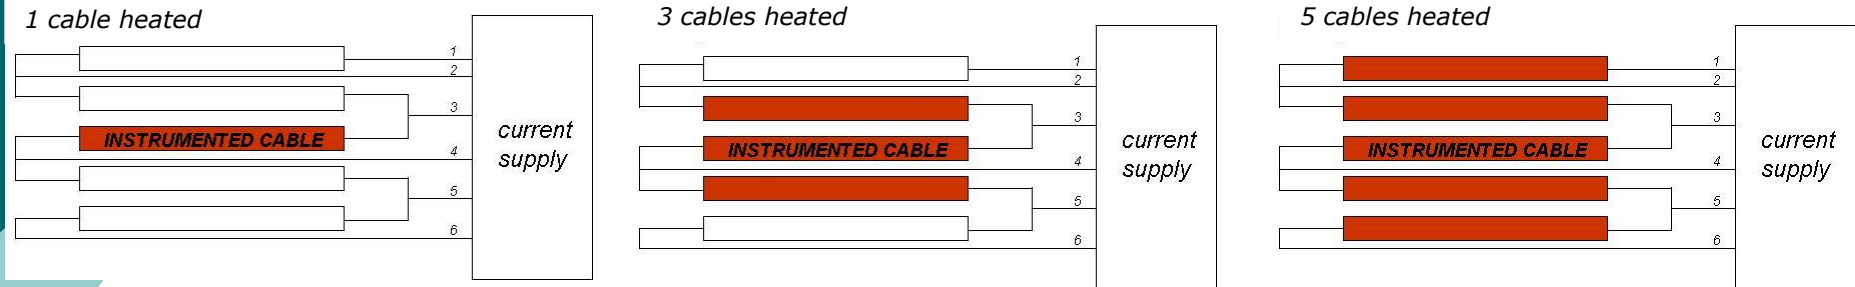 1 cable heated
1
2
3
INSTRUMENTED CABLE
4
5
6
current
supply
3 cables heated
1
2
3
INSTRUMENTED CABLE
4
5
6
current
supply
5 cables heated
1
2
3
INSTRUMENTED CABLE
4
5
6
current
supply